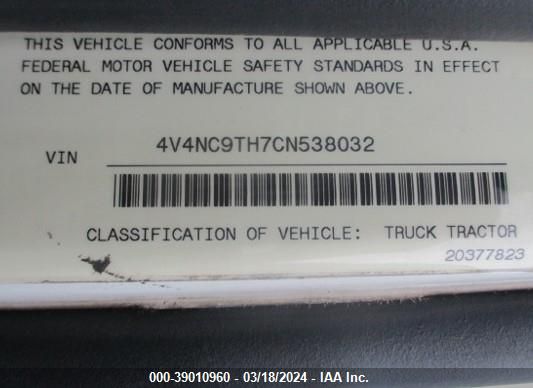 THIS VEHICLE CONFORMS TO ALL APPLICABLE U.S.A.
FEDERAL MOTOR VEHICLE SAFETY STANDARDS IN EFFECT
ON THE DATE OF MANUFACTURE SHOWN ABOVE.
VIN 4V4NC9TH7CN538032
CLASSIFICATION OF VEHICLE: TRUCK TRACTOR
20377823
000-39010960 - 03/18/2024 - IAA Inc.